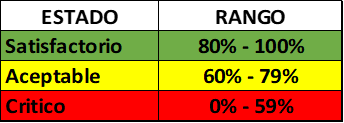 ESTADO RANGO
Satisfactorio 80% - 100%
Aceptable 60% - 79%
Critico 0% - 59%